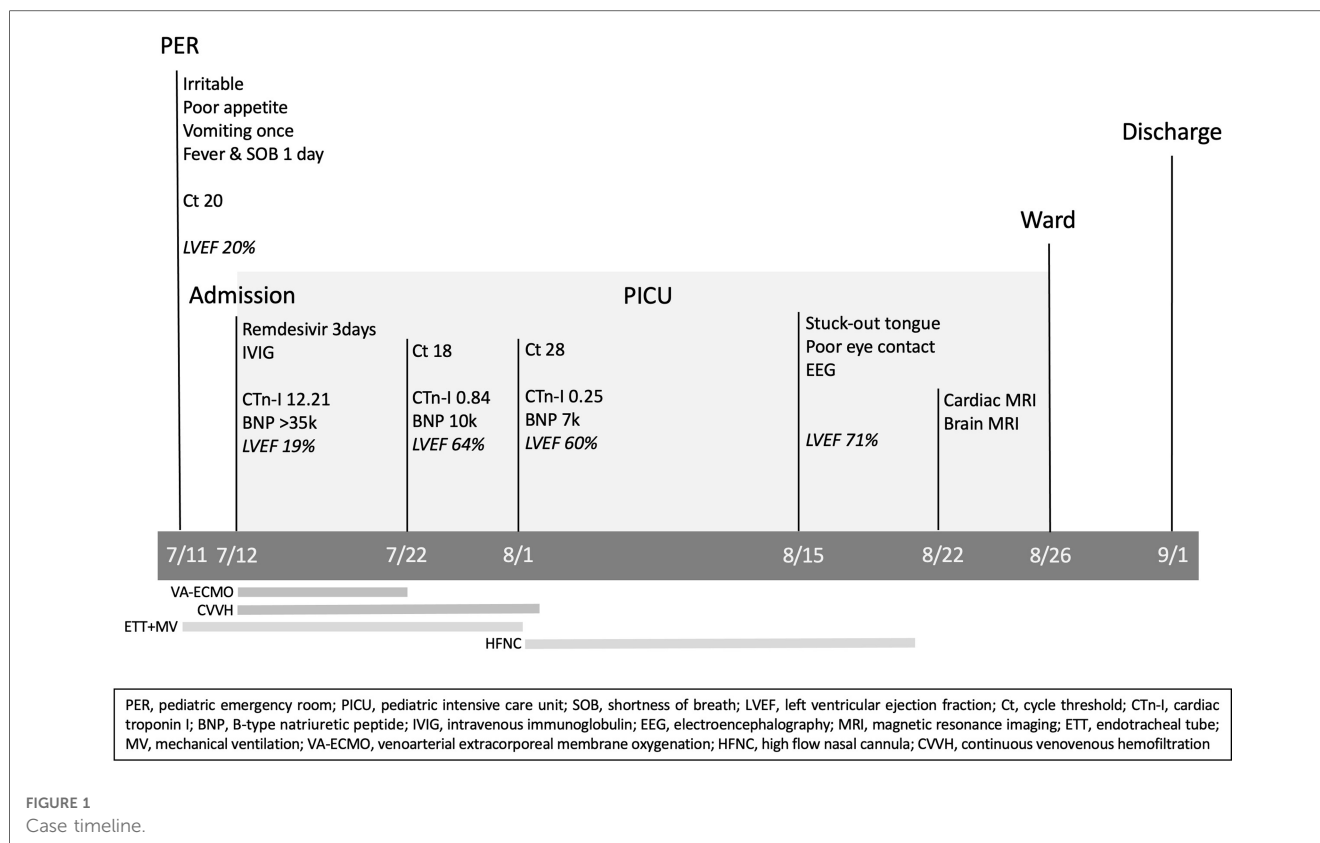 PER
Irritable
Poor appetite
Vomiting once
Fever & SOB 1 day
Ct 20
LVEF 20%
Discharge
Ward
Admission
PICU
Remdesivir 3days
IVIG
CTn-I 12.21
BNP >35k
LVEF 19%
Ct 18
CTn-I 0.84
BNP 10k
LVEF 64%
Ct 28
CTn-I 0.25
BNP 7k
LVEF 60%
Stuck-out tongue
Poor eye contact
EEG
LVEF 71%
Cardiac MRI
Brain MRI
7/11 7/12 7/22 8/1 8/15 8/22 8/26 9/1
VA-ECMO
CVVH
ETT+MV
HFNC
PER, pediatric emergency room; PICU, pediatric intensive care unit; SOB, shortness of breath; LVEF, left ventricular ejection fraction; Ct, cycle threshold; CTn-I, cardiac
troponin I; BNP, B-type natriuretic peptide; IVIG, intravenous immunoglobulin; EEG, electroencephalography; MRI, magnetic resonance imaging; ETT, endotracheal tube;
MV, mechanical ventilation; VA-ECMO, venoarterial extracorporeal membrane oxygenation; HFNC, high flow nasal cannula; CVVH, continuous venovenous hemofiltration
FIGURE 1
Case timeline.